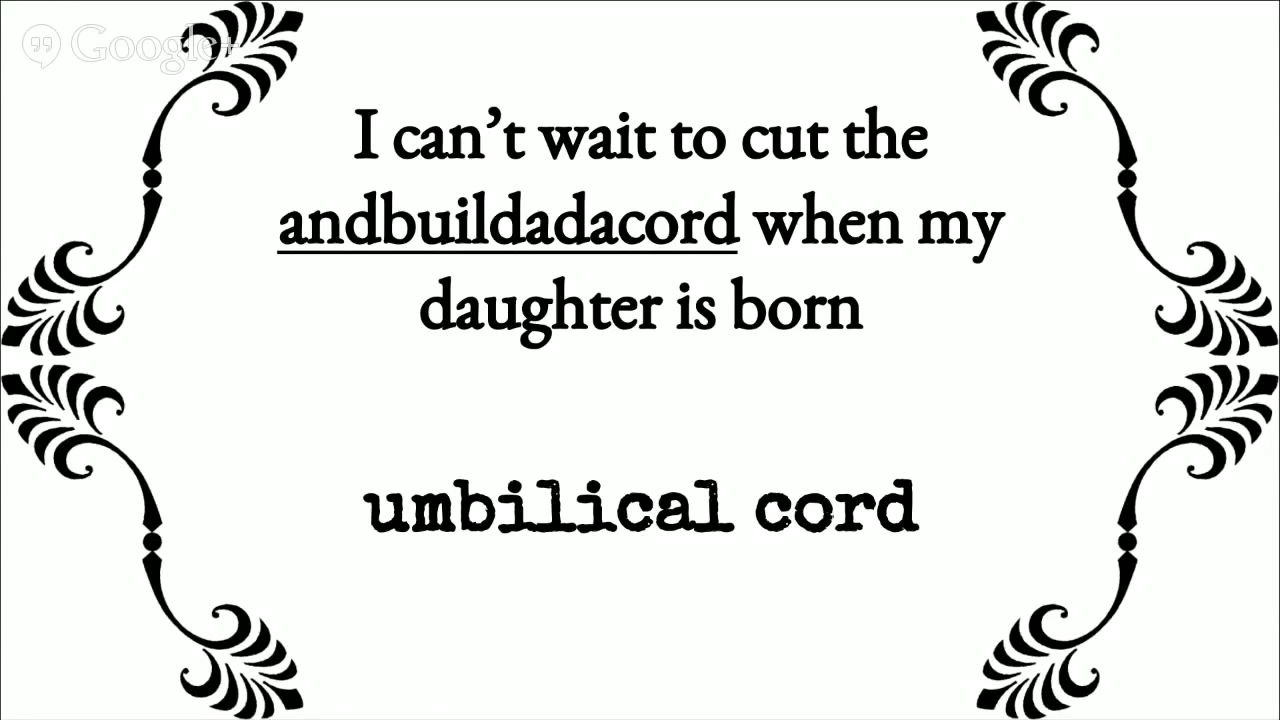 Google+
I can’t wait to cut the
andbuildadacord when my
daughter is born
umbilical cord